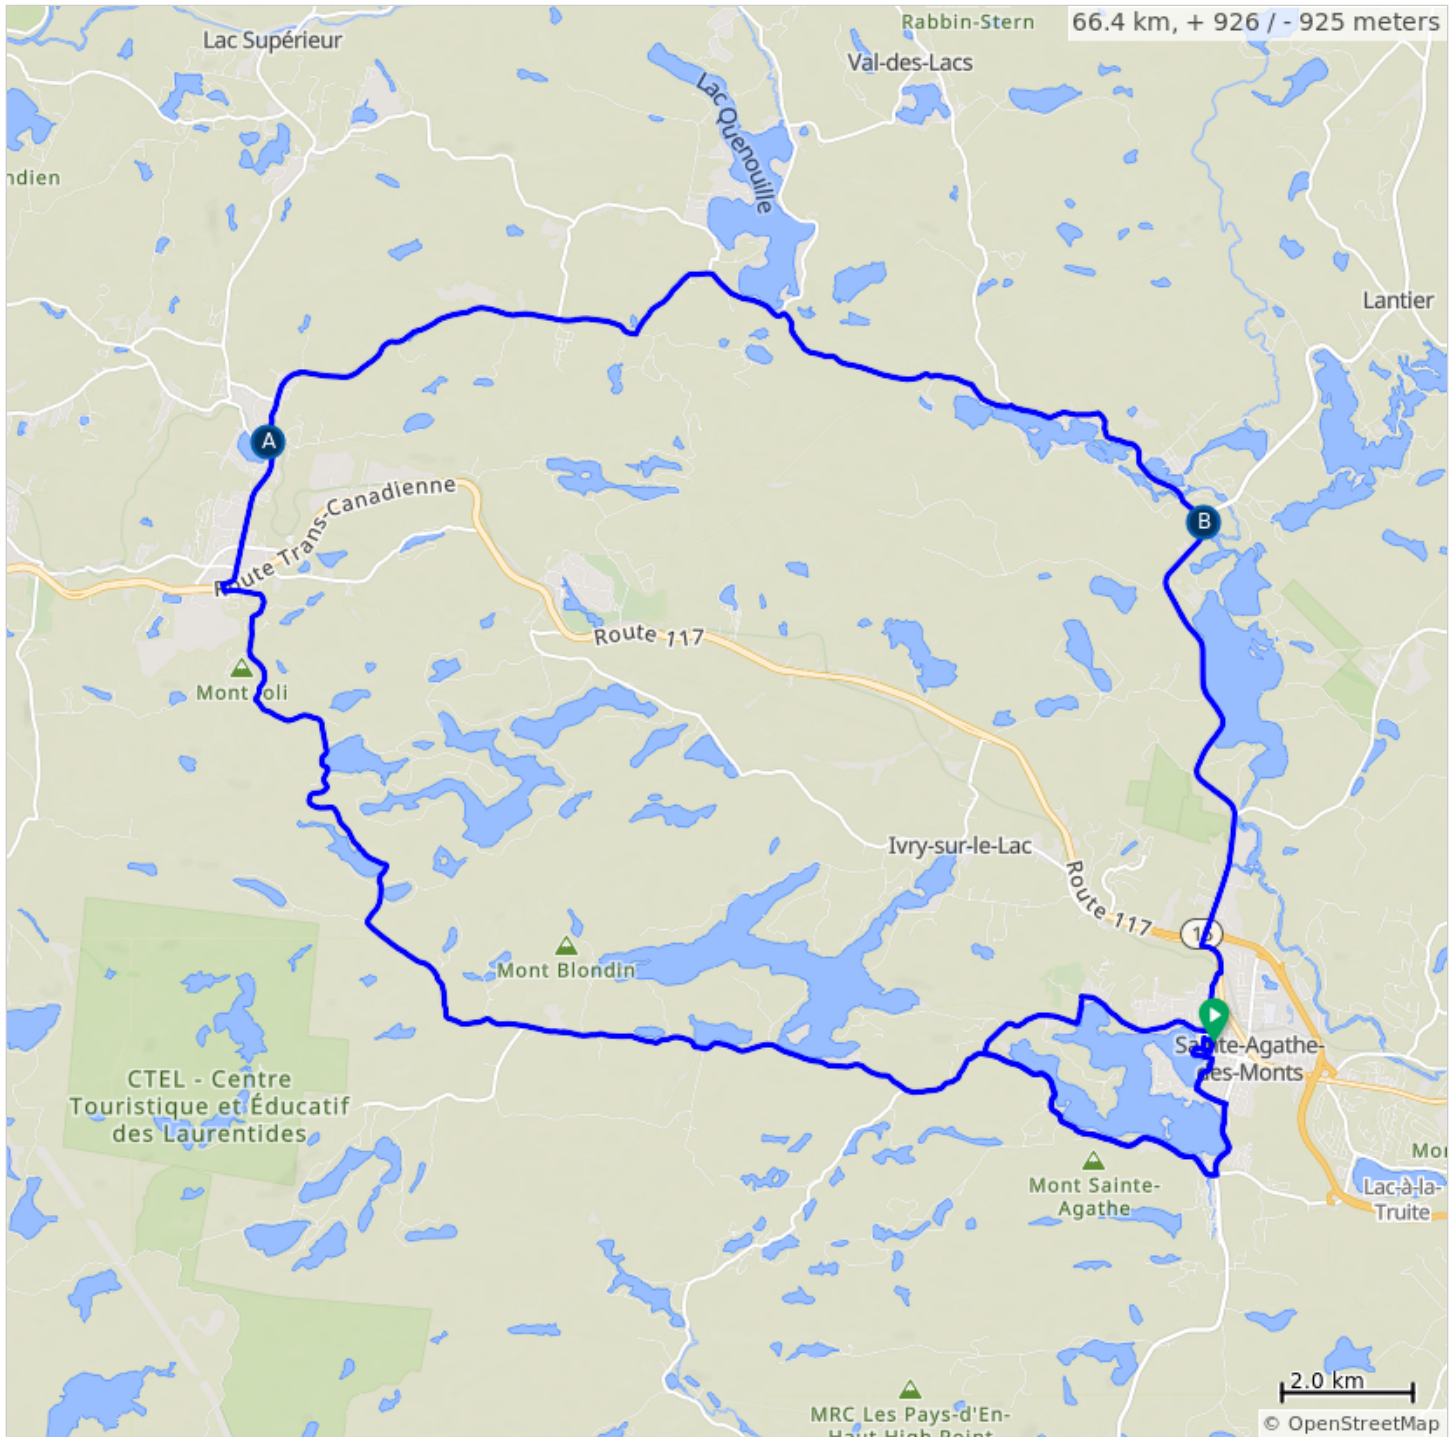 Rabbin-Stern
66.4 km, + 926 / - 925 meters
Lac Supérieur
Val-des-Lacs
Lac Quenouille
ndien
Lantier
A
Route Trans-Canadienne
B
Route 117
Mont Joli
Ivry-sur-le-Lac
Route 117
15
Mont Blondin
Sainte-Agathe-
des-Monts
CTEL - Centre
Touristique et Éducatif
des Laurentides
Mont Sainte-
Agathe
Lac-à-la-
Truite
2.0 km
MRC Les Pays-d'En-
Haut High Point
© OpenStreetMap